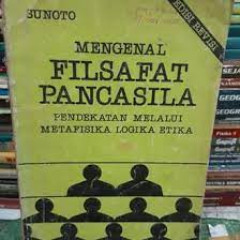 SUNOTO
EDISI REVISI
MENGENAL
FILSAFAT
PANCASILA
PENDEKATAN MELALUI
METAFISIKA LOGIKA ETIKA